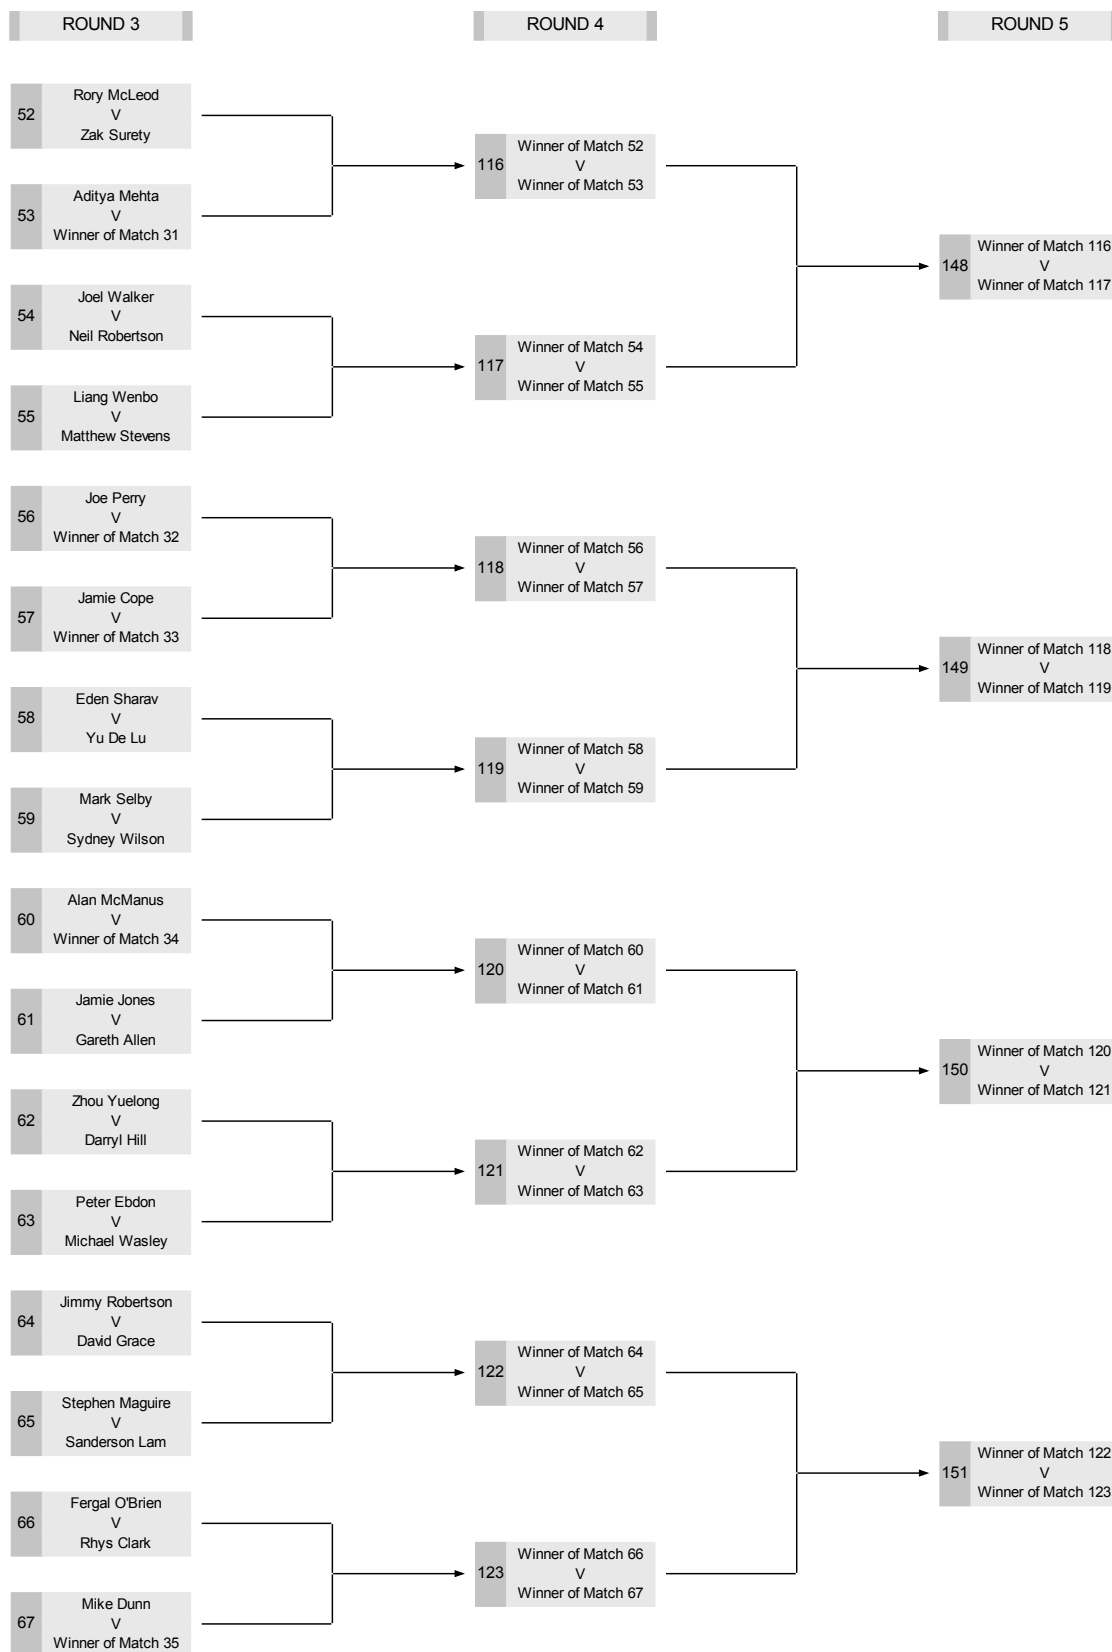 ROUND 3
ROUND 4
ROUND 5
52
Rory McLeod
V
Zak Surety
53
Aditya Mehta
V
Winner of Match 31
54
Joel Walker
V
Neil Robertson
55
Liang Wenbo
V
Matthew Stevens
56
Joe Perry
V
Winner of Match 32
57
Jamie Cope
V
Winner of Match 33
58
Eden Sharav
V
Yu De Lu
59
Mark Selby
V
Sydney Wilson
60
Alan McManus
V
Winner of Match 34
61
Jamie Jones
V
Gareth Allen
62
Zhou Yuelong
V
Darryl Hill
63
Peter Ebdon
V
Michael Wasley
64
Jimmy Robertson
V
David Grace
65
Stephen Maguire
V
Sanderson Lam
66
Fergal O'Brien
V
Rhys Clark
67
Mike Dunn
V
Winner of Match 35
116
Winner of Match 52
V
Winner of Match 53
117
Winner of Match 54
V
Winner of Match 55
118
Winner of Match 56
V
Winner of Match 57
119
Winner of Match 58
V
Winner of Match 59
120
Winner of Match 60
V
Winner of Match 61
121
Winner of Match 62
V
Winner of Match 63
122
Winner of Match 64
V
Winner of Match 65
123
Winner of Match 66
V
Winner of Match 67
148
Winner of Match 116
V
Winner of Match 117
149
Winner of Match 118
V
Winner of Match 119
150
Winner of Match 120
V
Winner of Match 121
151
Winner of Match 122
V
Winner of Match 123